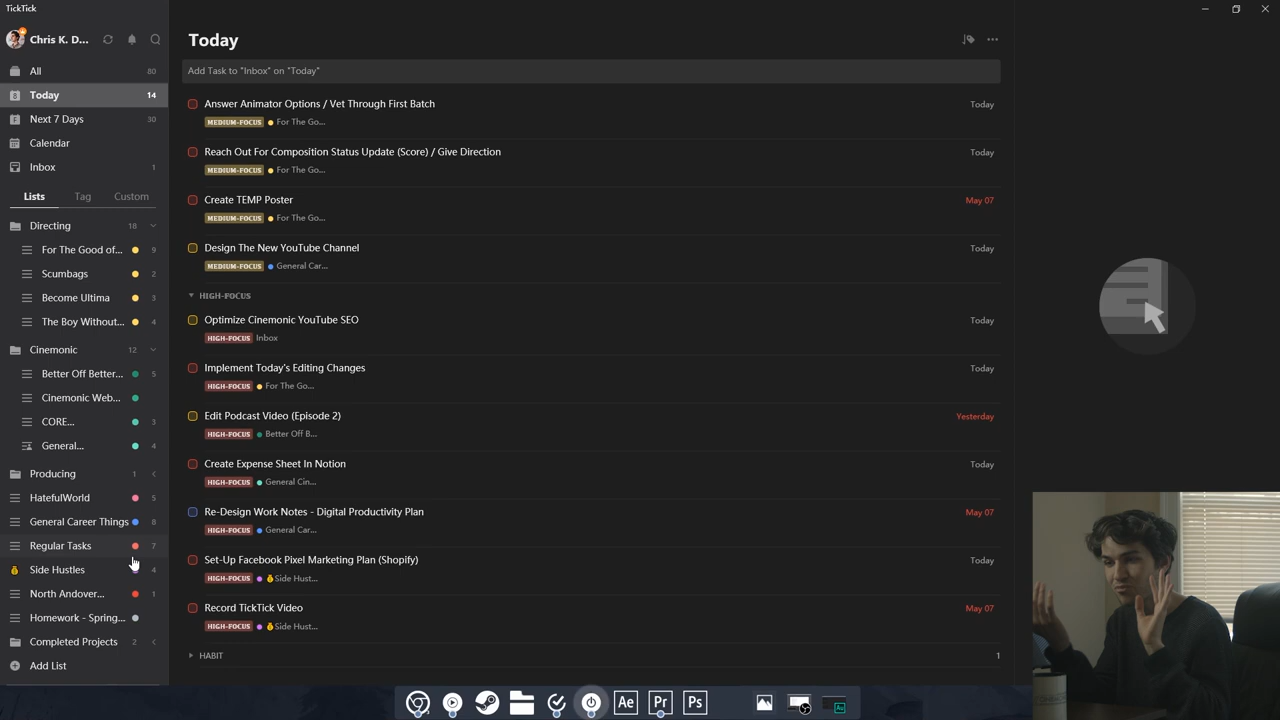 TickTick
Chris K. D...
All 80
Today 14
Next 7 Days 30
Calendar
Inbox 1
Lists Tag Custom
Directing 18
For The Good of... 9
Scumbags 2
Become Ultima 3
The Boy Without... 4
Cinemonic 12
Better Off Better... 5
Cinemonic Web...
CORE... 3
General... 4
Producing 1
HatefulWorld 5
General Career Things 8
Regular Tasks 7
Side Hustles 4
North Andover... 1
Homework - Spring...
Completed Projects 2
Add List
Today
Add Task to "Inbox" on "Today"
Answer Animator Options / Vet Through First Batch Today
MEDIUM-FOCUS For The Go...
Reach Out For Composition Status Update (Score) / Give Direction Today
MEDIUM-FOCUS For The Go...
Create TEMP Poster May 07
MEDIUM-FOCUS For The Go...
Design The New YouTube Channel Today
MEDIUM-FOCUS General Car...
HIGH-FOCUS
Optimize Cinemonic YouTube SEO Today
HIGH-FOCUS Inbox
Implement Today's Editing Changes Today
HIGH-FOCUS For The Go...
Edit Podcast Video (Episode 2) Yesterday
HIGH-FOCUS Better Off B...
Create Expense Sheet In Notion Today
HIGH-FOCUS General Cin...
Re-Design Work Notes - Digital Productivity Plan May 07
HIGH-FOCUS General Car...
Set-Up Facebook Pixel Marketing Plan (Shopify) Today
HIGH-FOCUS Side Hust...
Record TickTick Video May 07
HIGH-FOCUS Side Hust...
HABIT 1
Ae Pr Ps Au